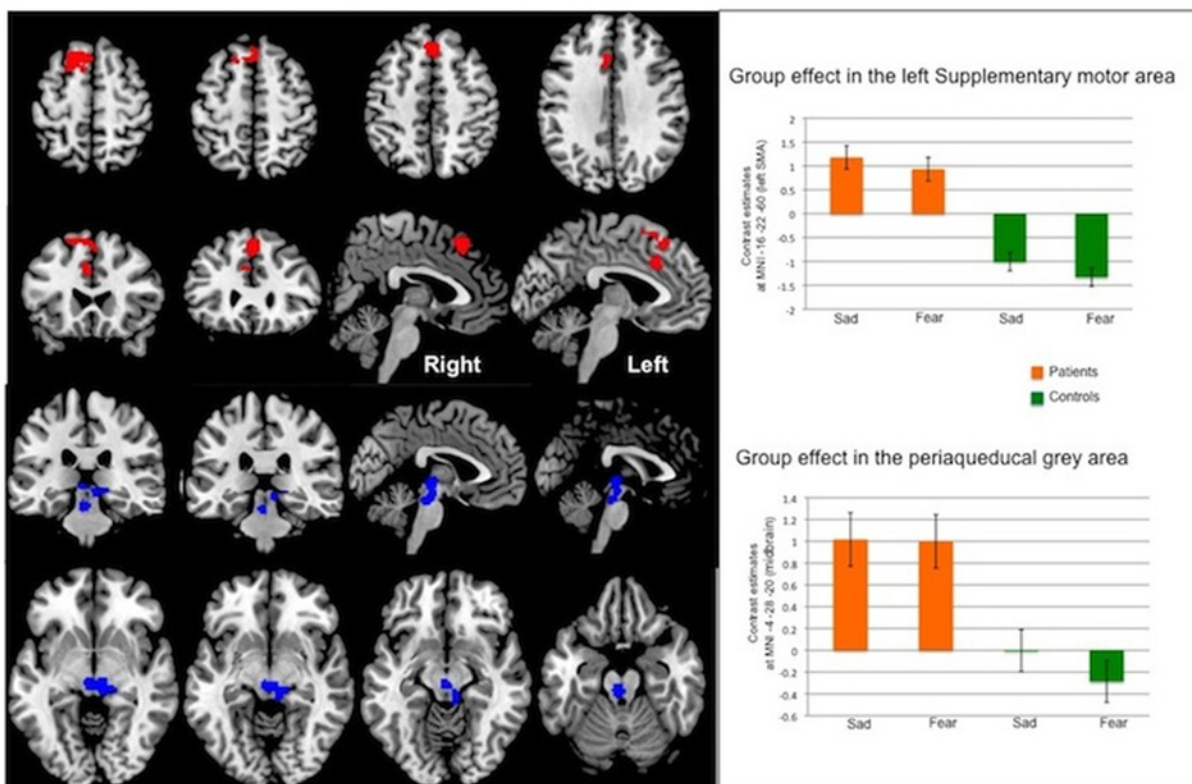 Right
Left
Group effect in the left Supplementary motor area
Contrast estimates
at MNI -16 -22 -60 (left SMA)
2
1.5
1
0.5
0
-0.5
-1
-1.5
-2
Sad
Fear
Sad
Fear
Patients
Controls
Group effect in the periaqueducal grey area
Contrast estimates
at MNI -4 -28 -20 (midbrain)
1.4
1.2
1
0.8
0.6
0.4
0.2
0
-0.2
-0.4
-0.6
Sad
Fear
Sad
Fear